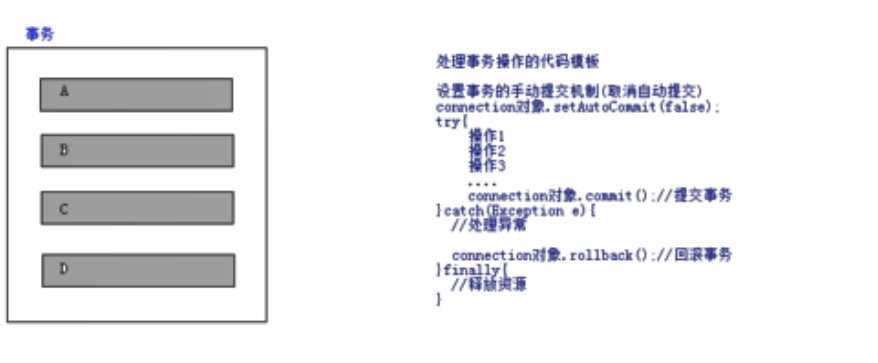 事务
A
B
C
D
处理事务操作的代码模板
设置事务的手动提交机制(取消自动提交)
connection对象.setAutoCommit(false);
try{
操作1
操作2
操作3
....
connection对象.commit();//提交事务
}catch(Exception e){
//处理异常
connection对象.rollback();//回滚事务
}finally{
//释放资源
}